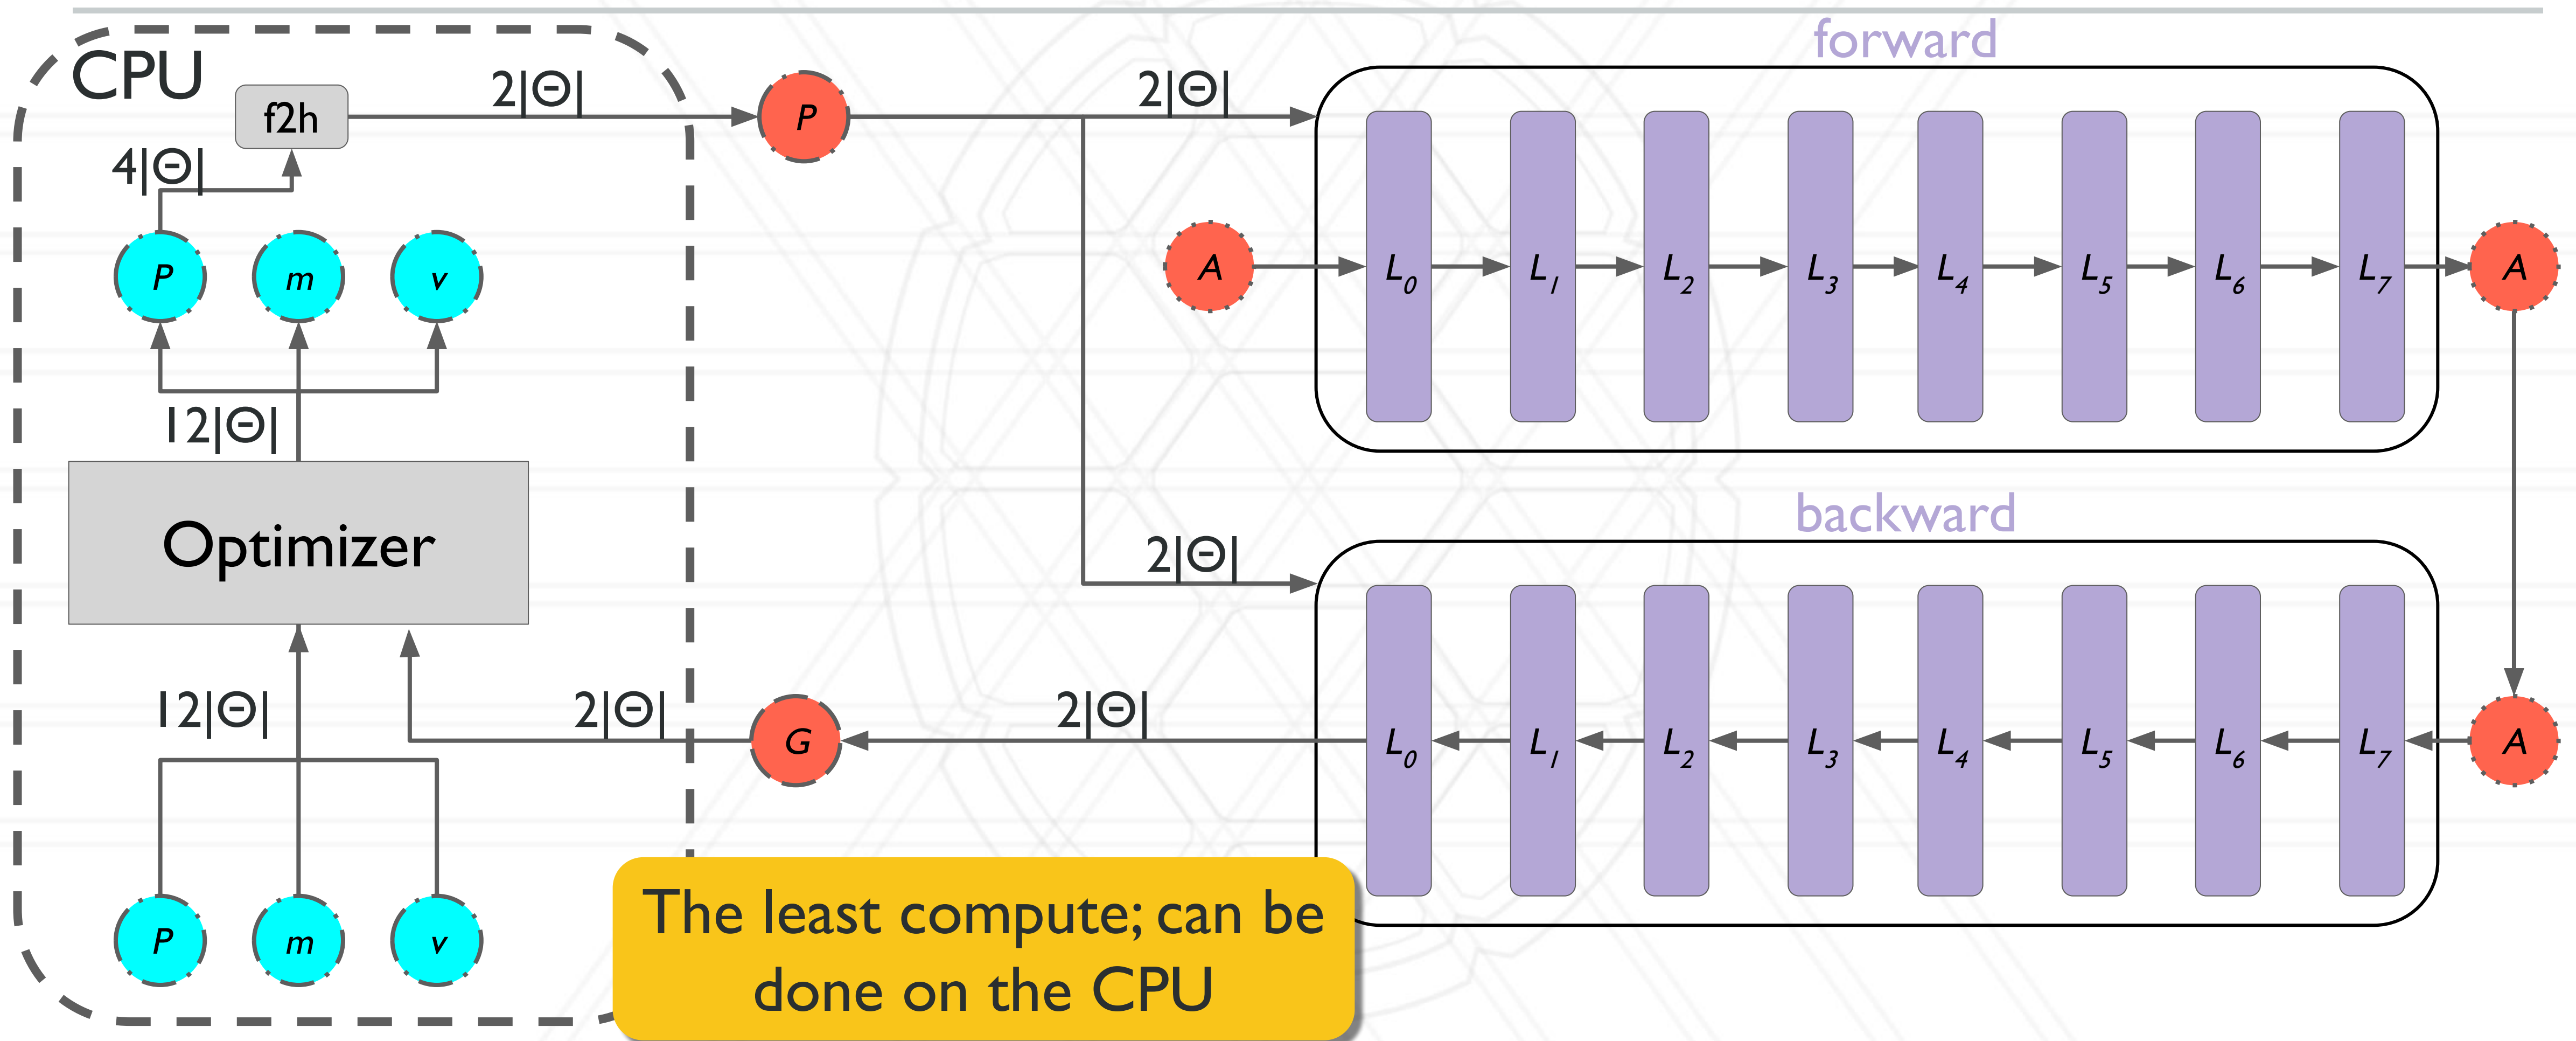 forward
CPU
f2h
2|Θ|
P
2|Θ|
4|Θ|
P
m
v
A
L0
L1
L2
L3
L4
L5
L6
L7
A
12|Θ|
Optimizer
backward
2|Θ|
12|Θ|
2|Θ|
G
2|Θ|
L0
L1
L2
L3
L4
L5
L6
L7
A
P
m
v
The least compute; can be
done on the CPU